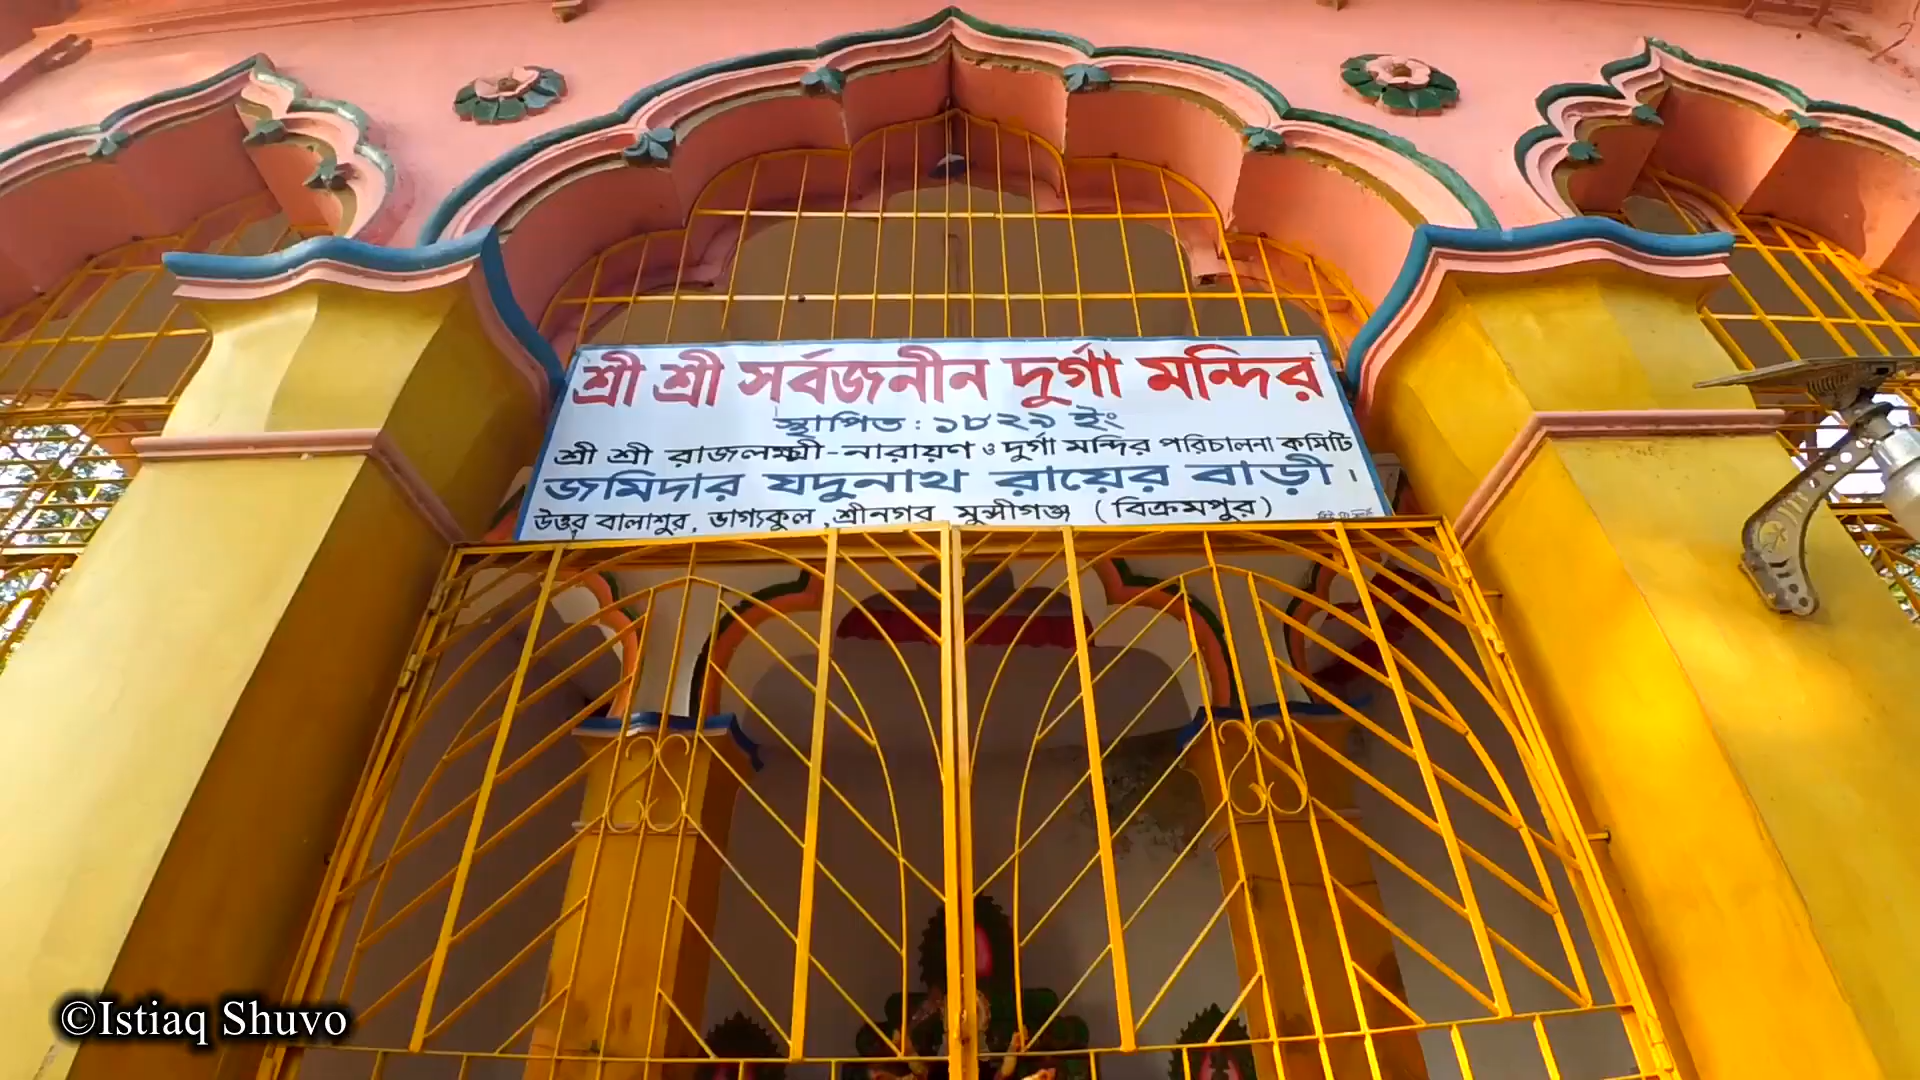 শ্রী শ্রী সর্বজনীন দুর্গা মন্দির
স্থাপিত : ১৮২৯ ইং
শ্রী শ্রী রাজলক্ষ্মী-নারায়ণ ও দুর্গা মন্দির পরিচালনা কমিটি
জমিদার যদুনাথ রায়ের বাড়ী।
উত্তর বালাশুর, ভাগ্যকুল, শ্রীনগর মুন্সীগঞ্জ (বিক্রমপুর)
©Istiaq Shuvo